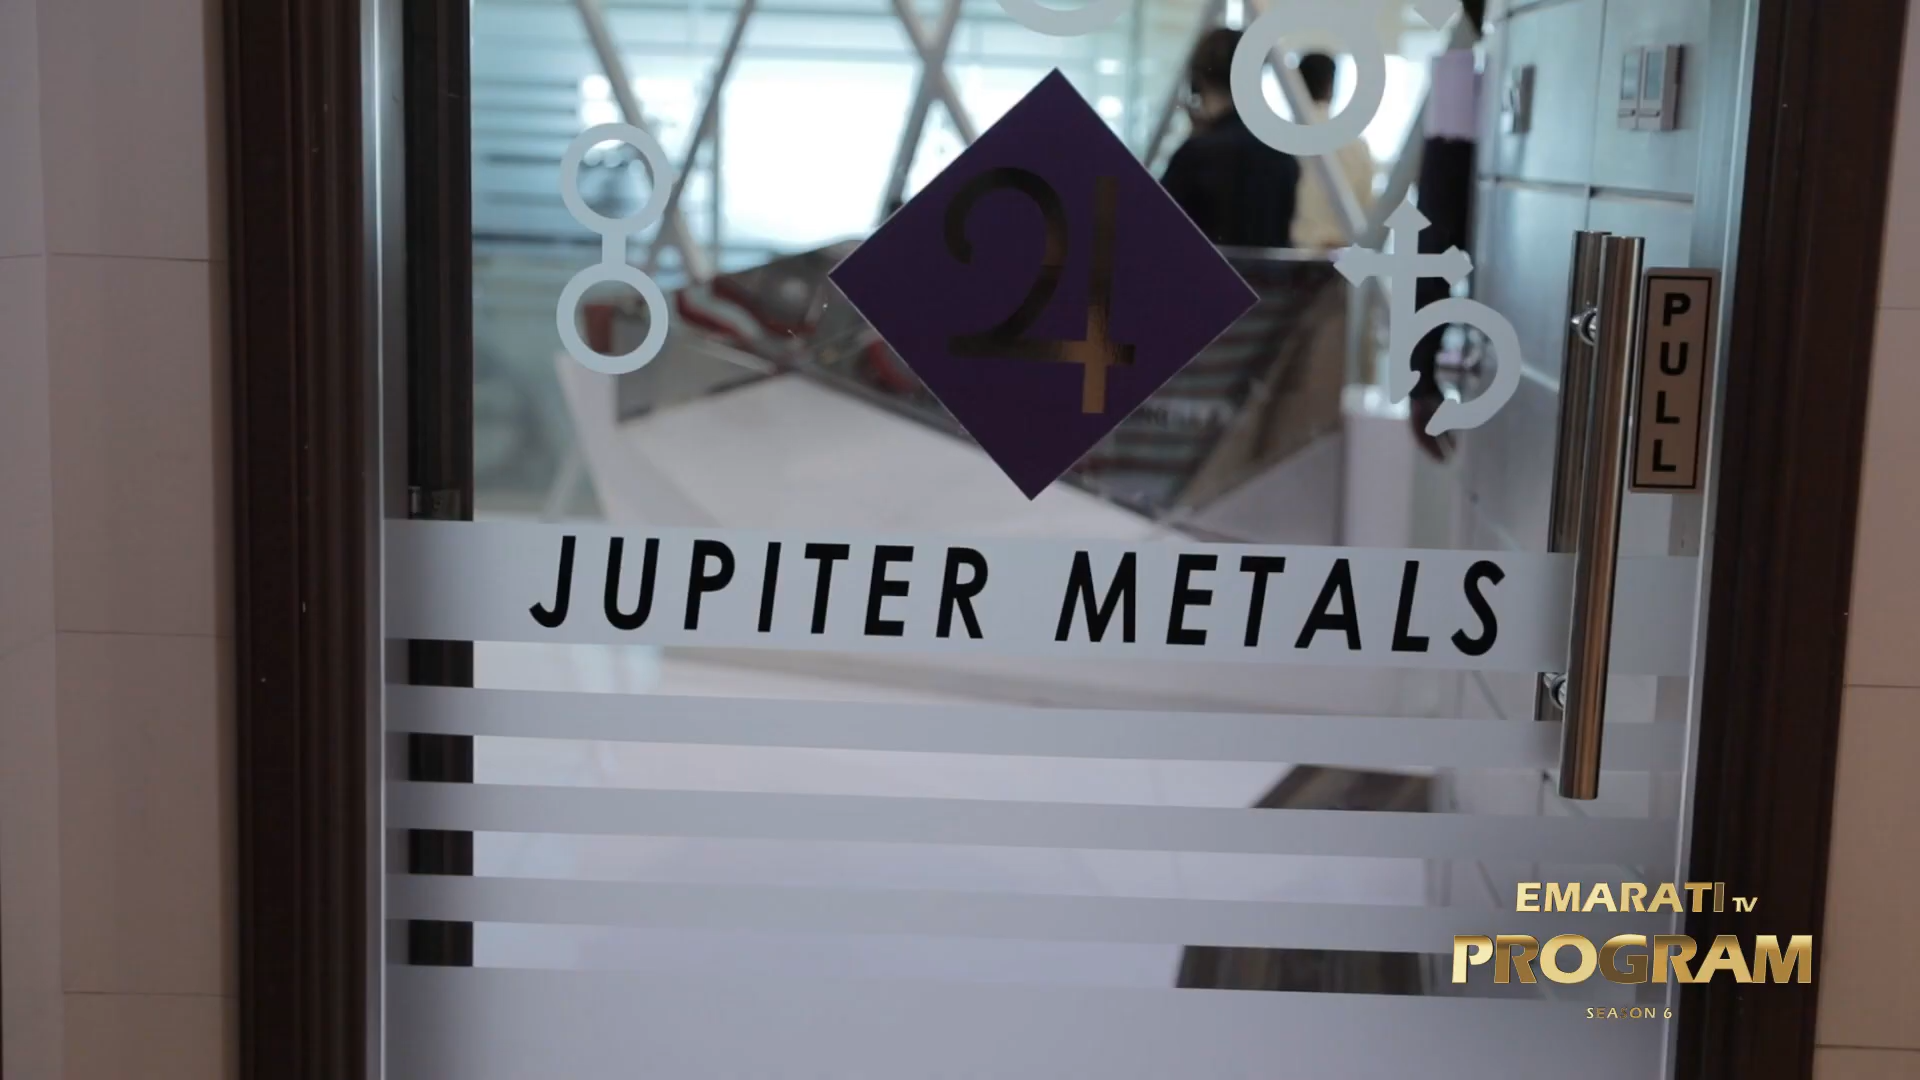 PULL
JUPITER METALS
EMARATI TV
PROGRAM
SEASON 6